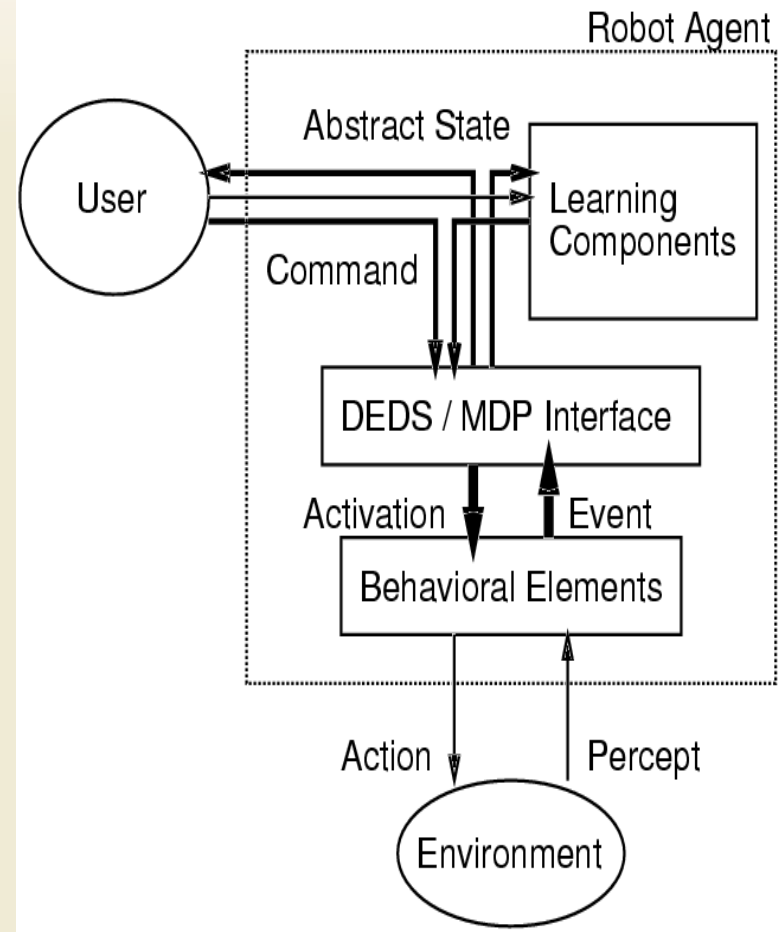 Robot Agent
Abstract State
User
Learning
Components
Command
DEDS / MDP Interface
Activation
Event
Behavioral Elements
Action
Percept
Environment